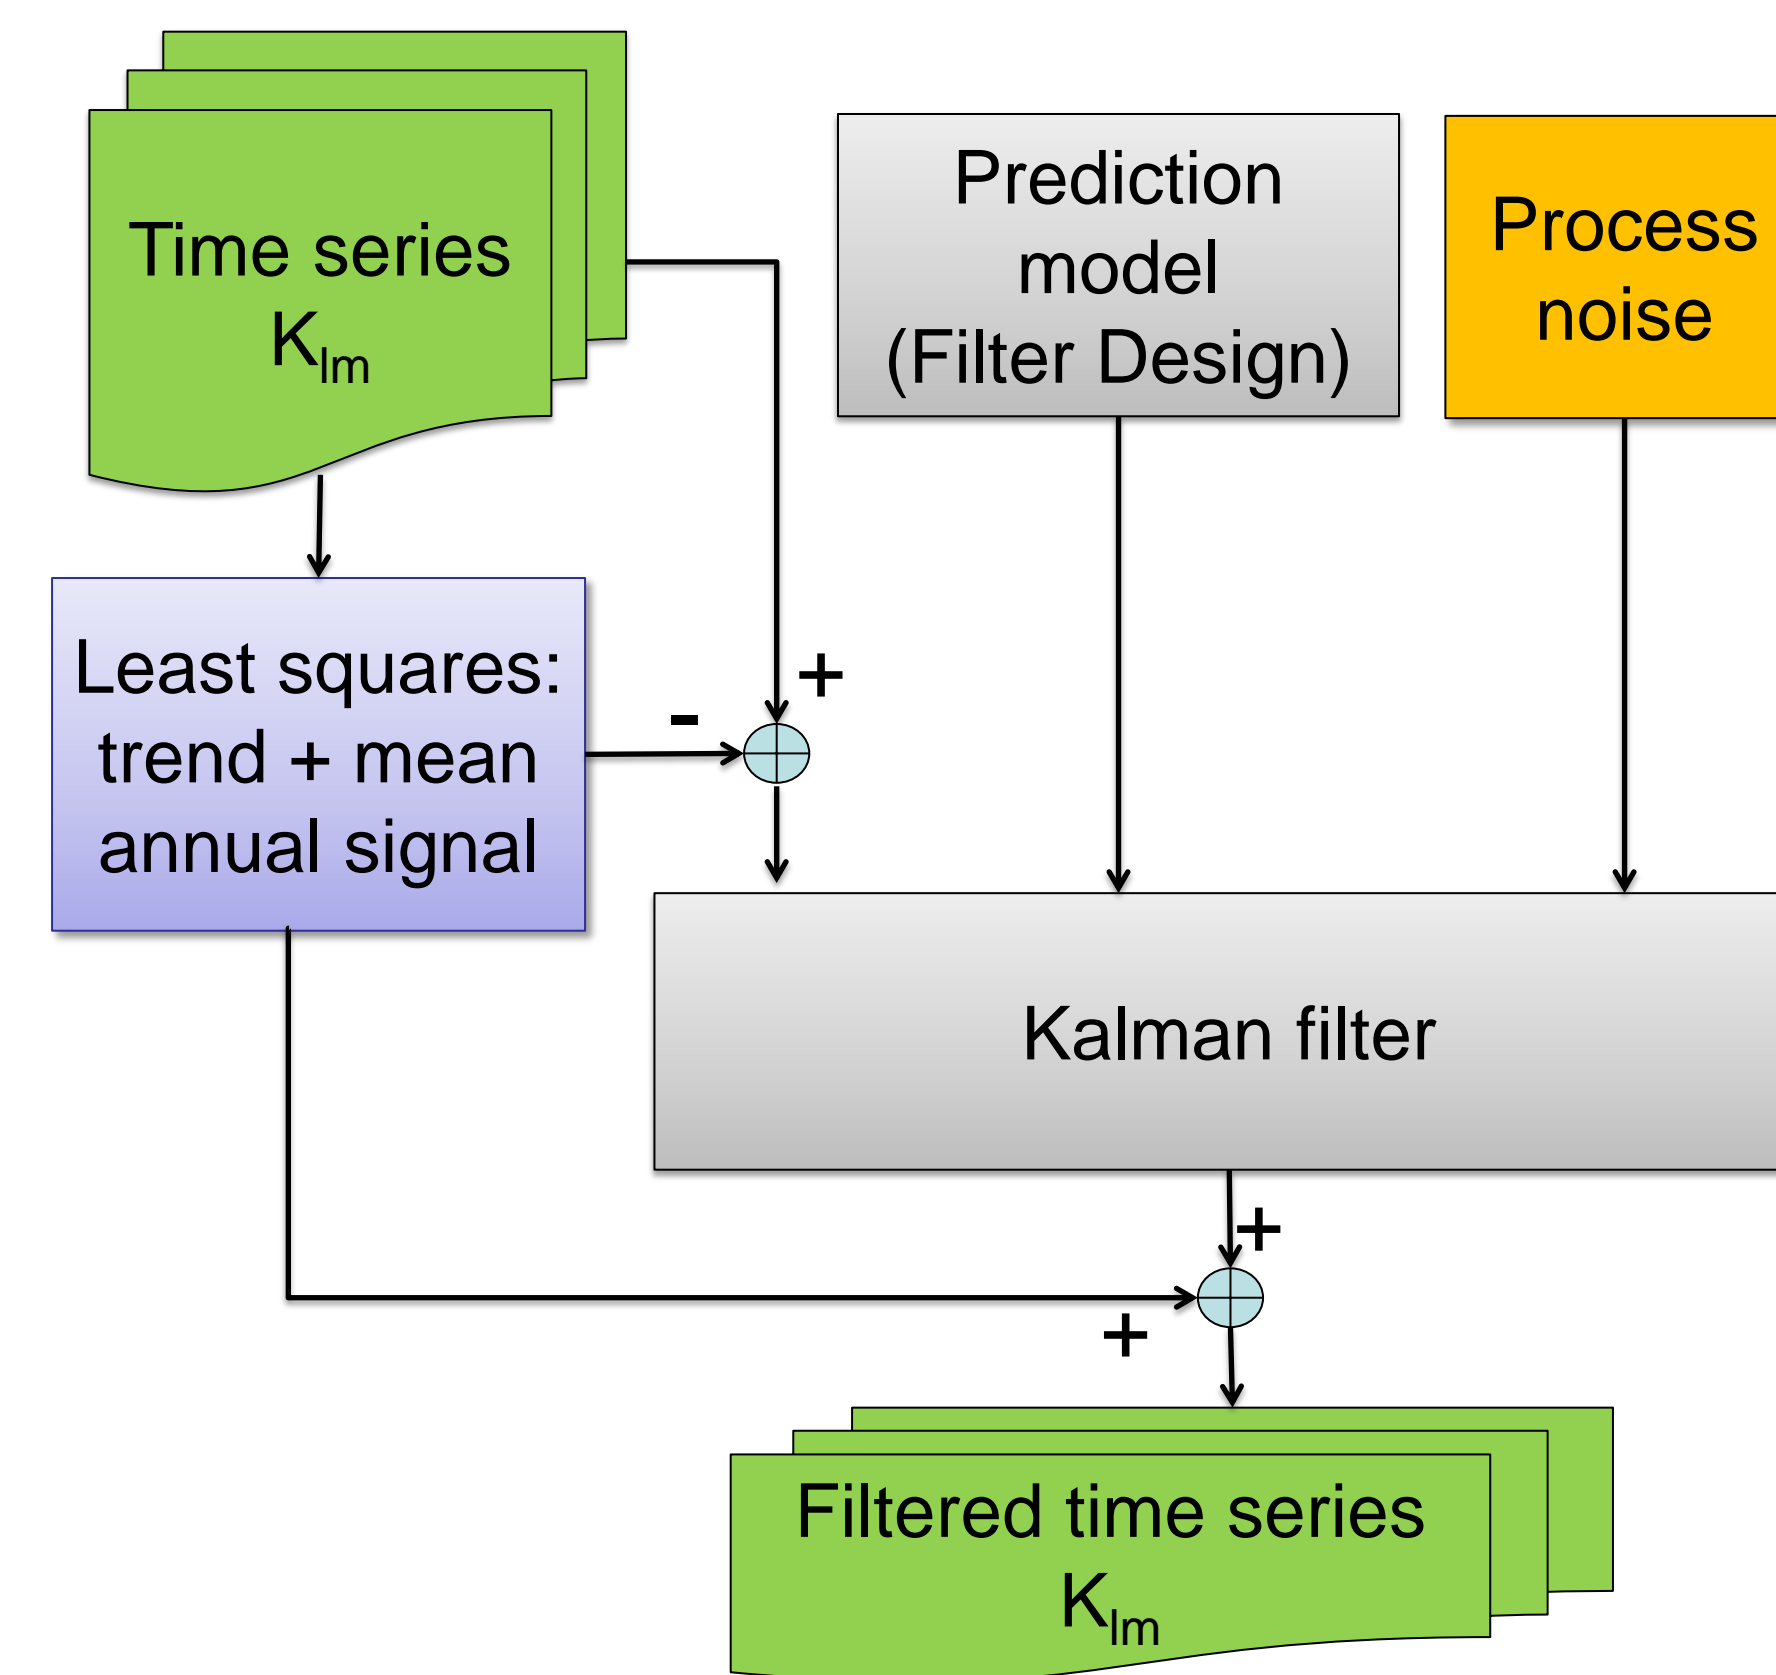 Time series
Klm
Prediction
model
(Filter Design)
Process
noise
Least squares:
trend + mean
annual signal
-
+
Kalman filter
+
+
Filtered time series
Klm